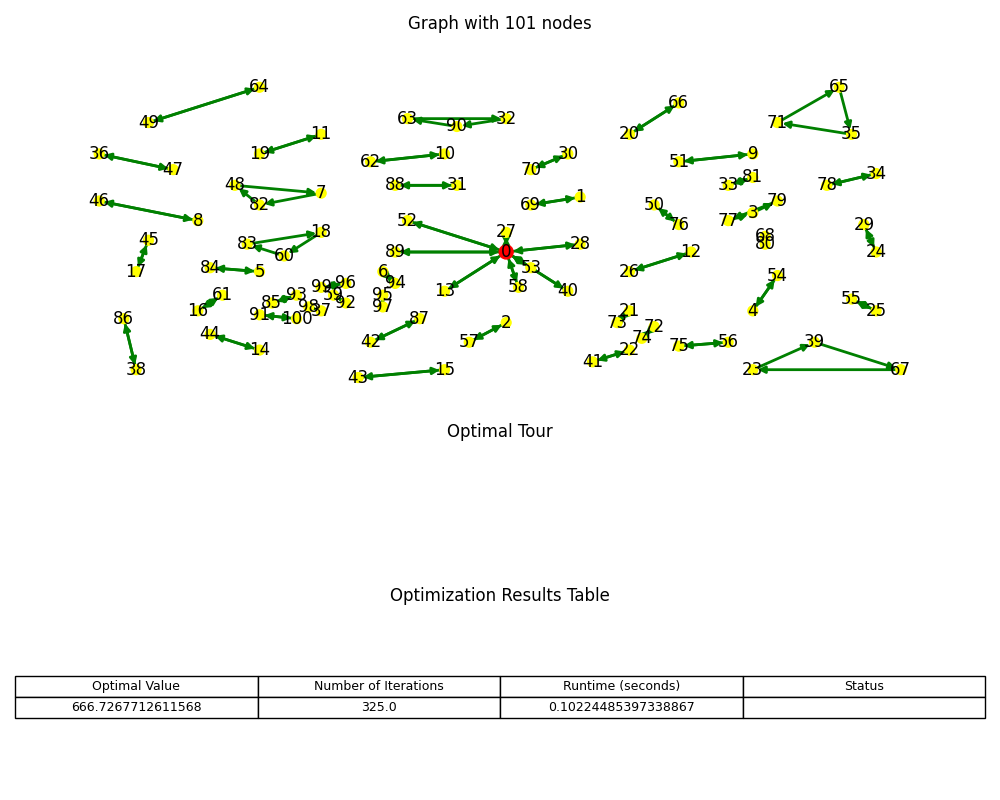 Graph with 101 nodes
64 65
66
49 63 90 32 71
11 20 35
36 19 62 10 30 51 9
47 70 34
48 88 31 33 81 78
46 7 1
82 69 50 3 79
8 52 76 77
45 83 18 27 28 68 29
60 89 0 80 24
12
17 84 5 6 53 26 54
99 96 94
61 93 59 95 13 58 40 55
16 85 98 92 97 21 4 25
86 91 100 37 87 2 73 72
44 42 57 74 75 56 39
14 22
38 15 41 23 67
43
Optimal Tour
Optimization Results Table
Optimal Value Number of Iterations Runtime (seconds) Status
666.7267712611568 325.0 0.10224485397338867